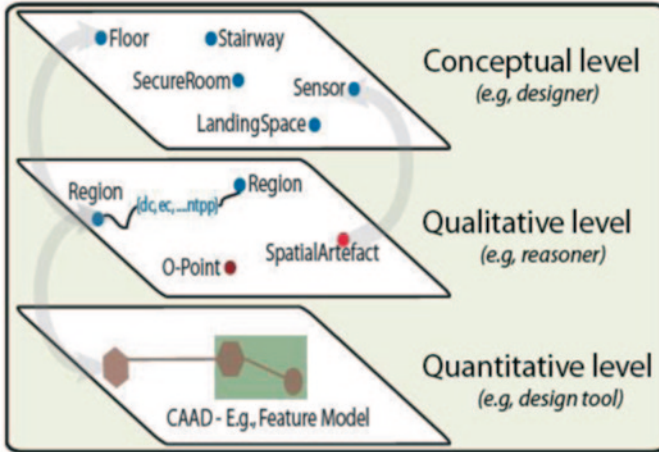 Floor
Stairway
SecureRoom
Sensor
LandingSpace
Conceptual level
(e.g, designer)
Region
{dc, ec, ....ntpp}
Region
SpatialArtefact
O-Point
Qualitative level
(e.g, reasoner)
CAAD - E.g., Feature Model
Quantitative level
(e.g, design tool)